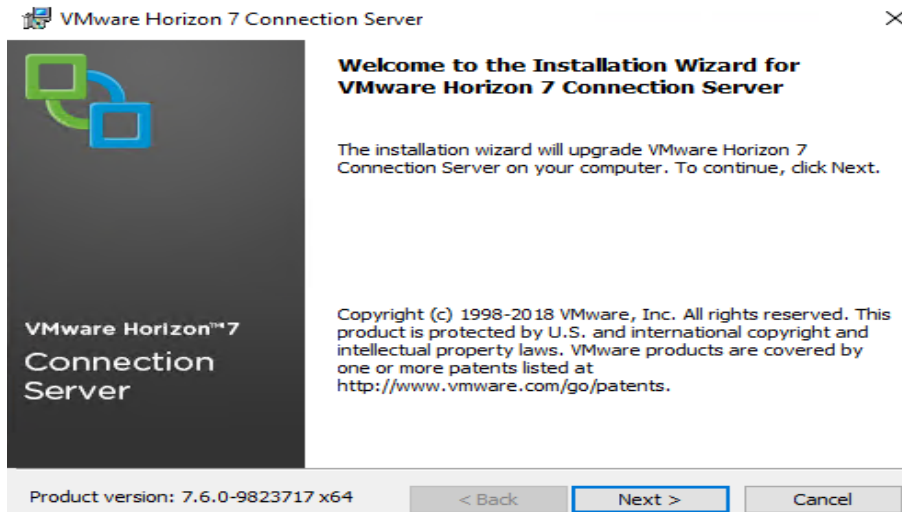 VMware Horizon 7 Connection Server
Welcome to the Installation Wizard for
VMware Horizon 7 Connection Server
The installation wizard will upgrade VMware Horizon 7
Connection Server on your computer. To continue, click Next.
Copyright (c) 1998-2018 VMware, Inc. All rights reserved. This
product is protected by U.S. and international copyright and
intellectual property laws. VMware products are covered by
one or more patents listed at
http://www.vmware.com/go/patents.
VMware Horizon™7
Connection
Server
Product version: 7.6.0-9823717 x64
< Back
Next >
Cancel